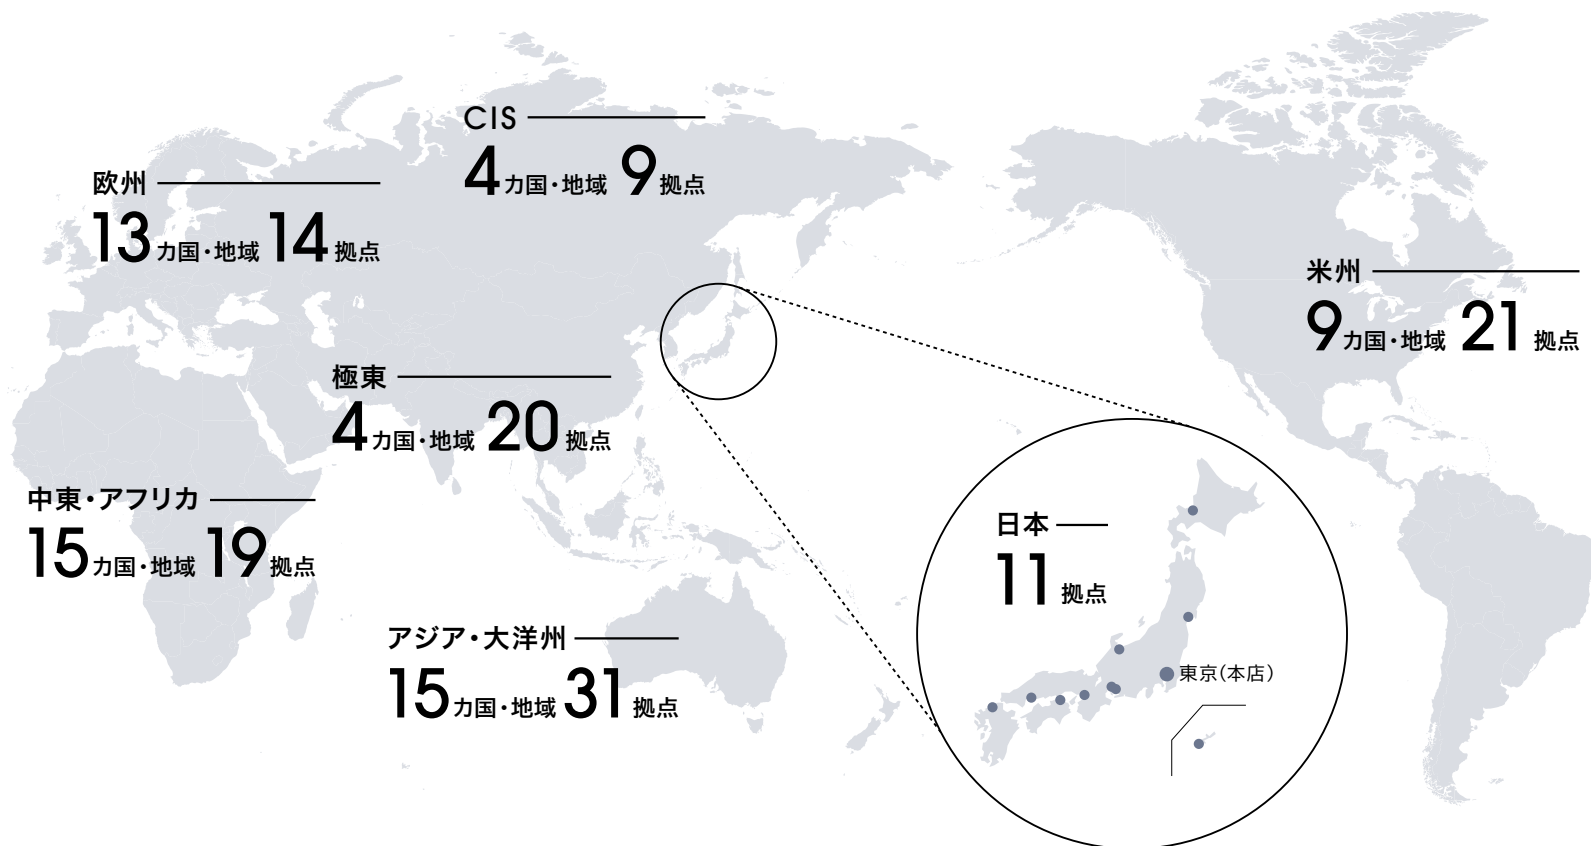 CIS
4カ国・地域 9拠点
欧州
13カ国・地域 14拠点
米州
9カ国・地域 21拠点
極東
4カ国・地域 20拠点
中東・アフリカ
15カ国・地域 19拠点
日本
11拠点
アジア・大洋州
15カ国・地域 31拠点
東京(本店)